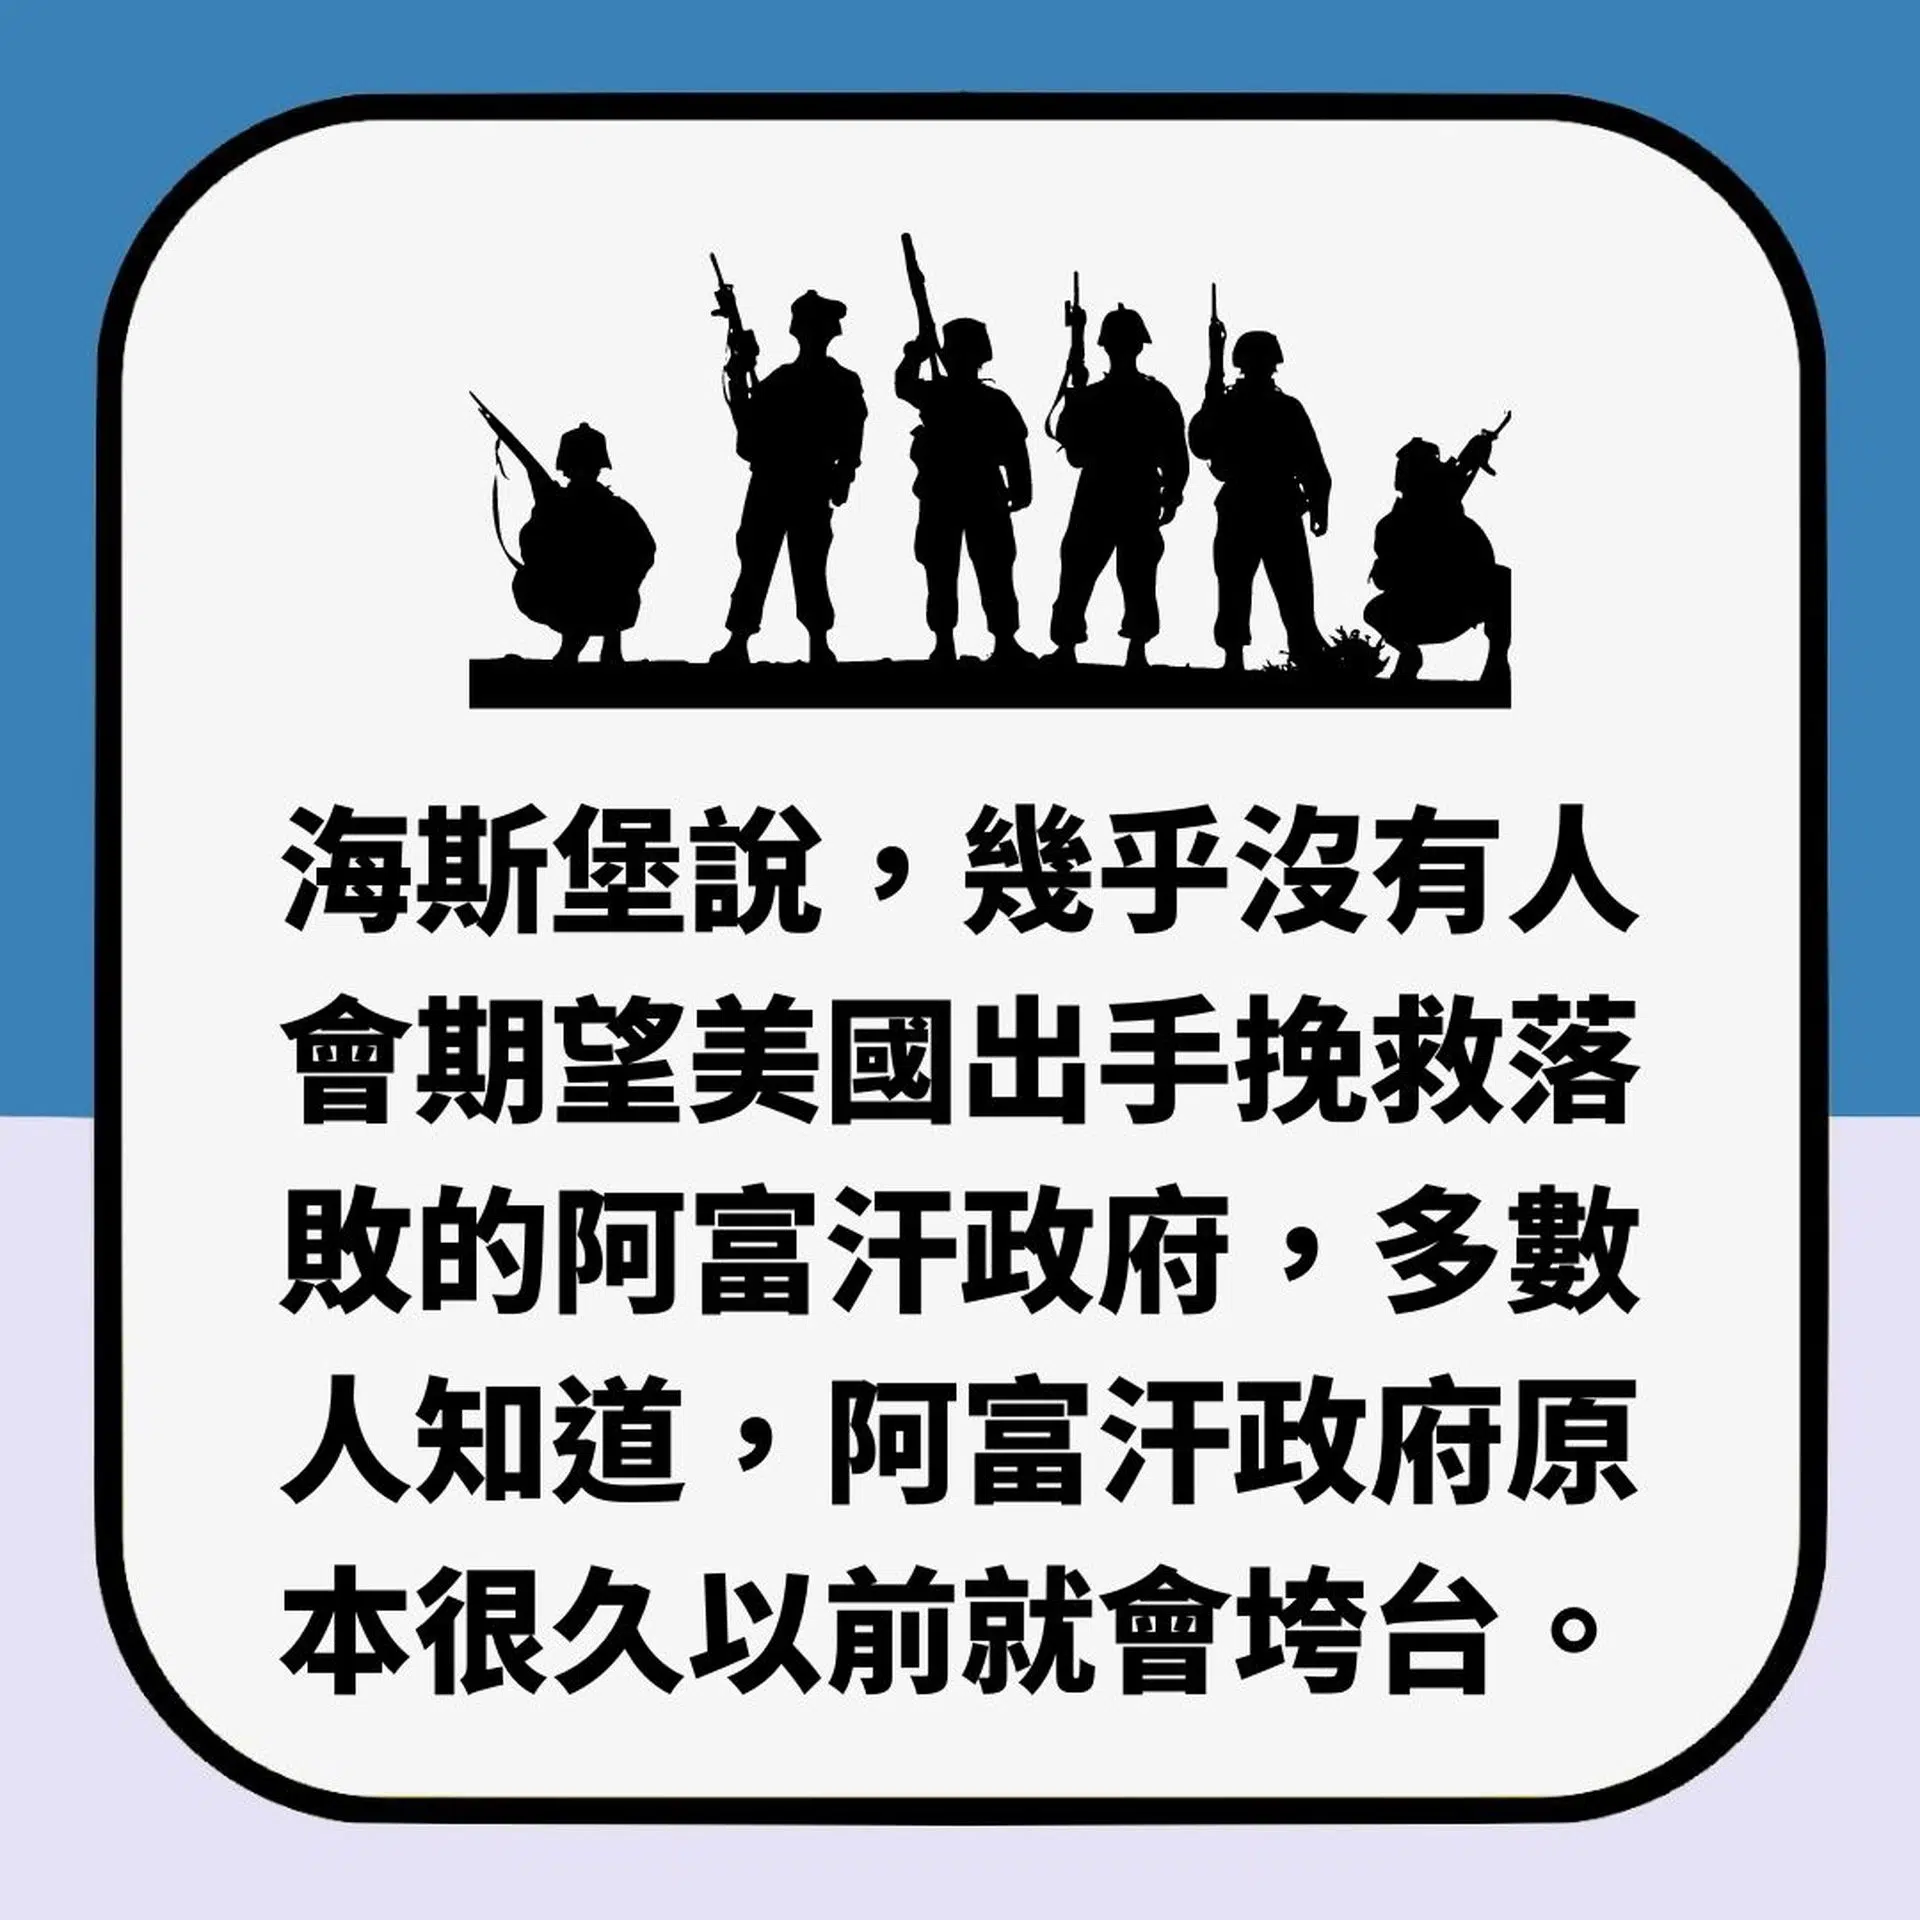 海斯堡說，幾乎沒有人
會期望美國出手挽救落
敗的阿富汗政府，多數
人知道，阿富汗政府原
本很久以前就會垮台。